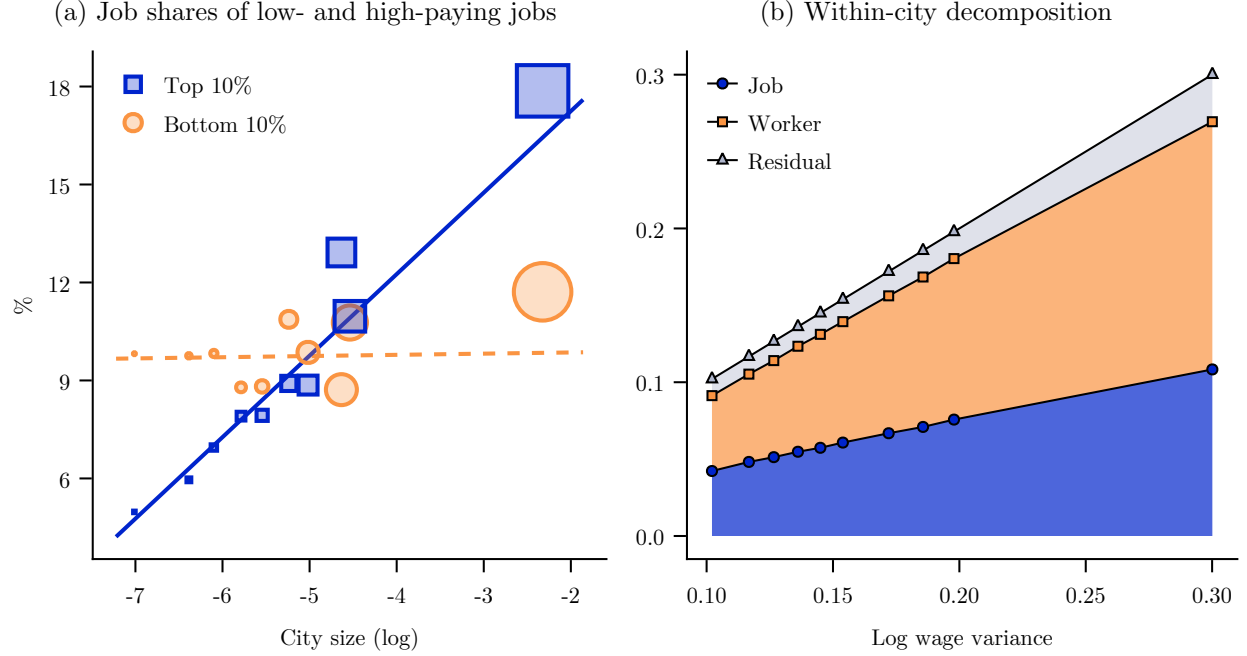 (a) Job shares of low- and high-paying jobs
Top 10%
Bottom 10%
%
18
15
12
9
6
-7 -6 -5 -4 -3 -2
City size (log)
(b) Within-city decomposition
Job
Worker
Residual
0.3
0.2
0.1
0.0
0.10 0.15 0.20 0.25 0.30
Log wage variance